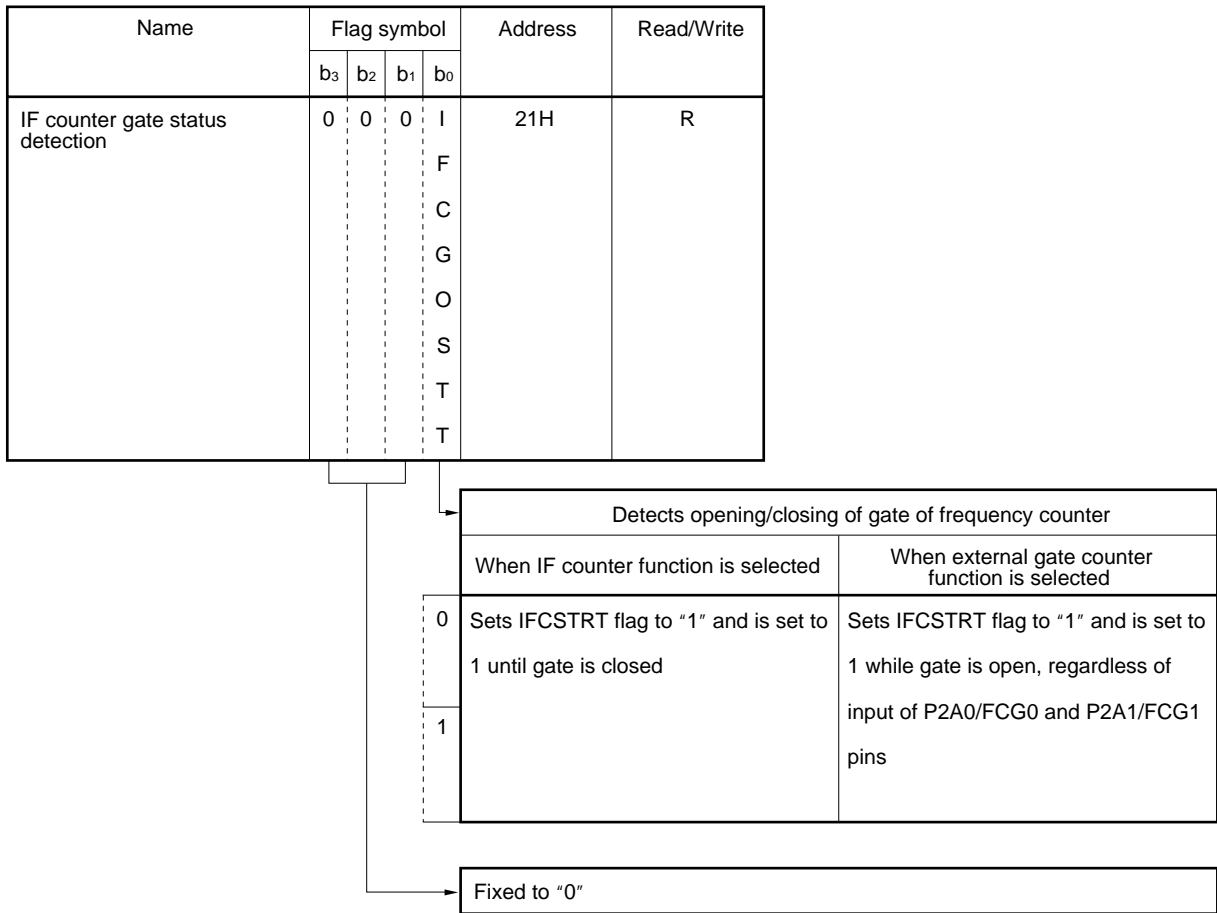 Name Flag symbol Address Read/Write
b3 b2 b1 b0
IF counter gate status 0 0 0 I 21H R
detection
F
C
G
O
S
T
T
Detects opening/closing of gate of frequency counter
When IF counter function is selected
When external gate counter
function is selected
0 Sets IFCSTRT flag to "1" and is set to
1 until gate is closed
1
Sets IFCSTRT flag to "1" and is set to
1 while gate is open, regardless of
input of P2A0/FCG0 and P2A1/FCG1
pins
Fixed to "0"